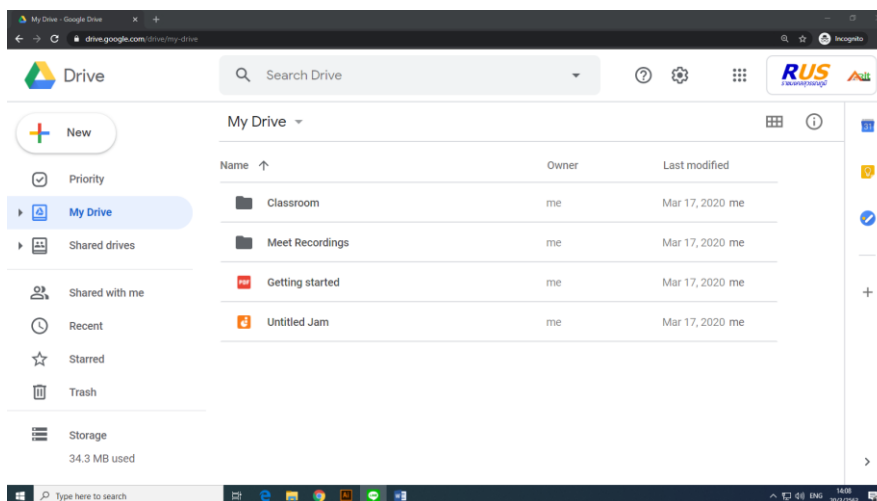 My Drive - Google Drive
drive.google.com/drive/my-drive
Incognito
Drive
Search Drive
RUS
New
My Drive
31
Name
Owner
Last modified
Priority
Classroom
me
Mar 17, 2020 me
My Drive
Shared drives
Meet Recordings
me
Mar 17, 2020 me
PDF
Getting started
me
Mar 17, 2020 me
Shared with me
Untitled Jam
me
Mar 17, 2020 me
Recent
Starred
Trash
Storage
34.3 MB used
Type here to search
Ai
ENG
14:08